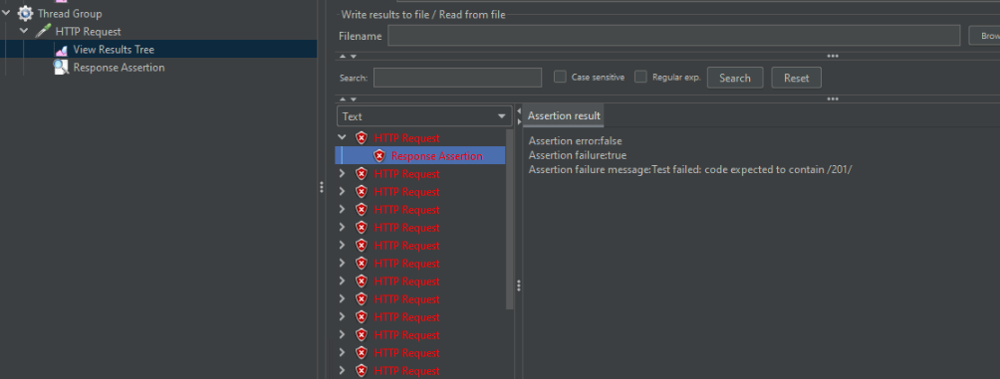 Thread Group
HTTP Request
View Results Tree
Response Assertion
Write results to file / Read from file
Filename
Brow
Search:
Case sensitive
Regular exp.
Search
Reset
Text
HTTP Request
Response Assertion
HTTP Request
HTTP Request
HTTP Request
HTTP Request
HTTP Request
HTTP Request
HTTP Request
HTTP Request
HTTP Request
HTTP Request
HTTP Request
HTTP Request
Assertion result
Assertion error:false
Assertion failure:true
Assertion failure message:Test failed: code expected to contain /201/